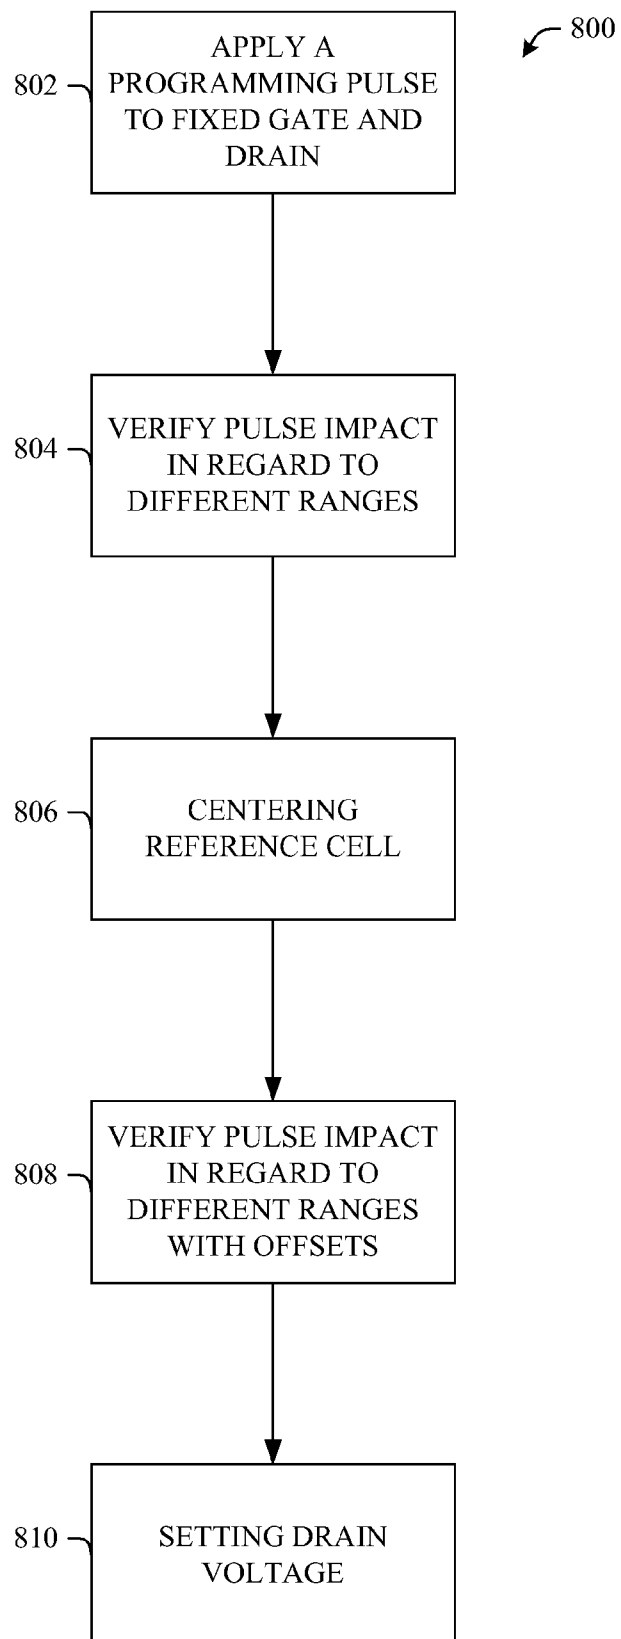 800
802
APPLY A
PROGRAMMING PULSE
TO FIXED GATE AND
DRAIN
804
VERIFY PULSE IMPACT
IN REGARD TO
DIFFERENT RANGES
806
CENTERING
REFERENCE CELL
808
VERIFY PULSE IMPACT
IN REGARD TO
DIFFERENT RANGES
WITH OFFSETS
810
SETTING DRAIN
VOLTAGE